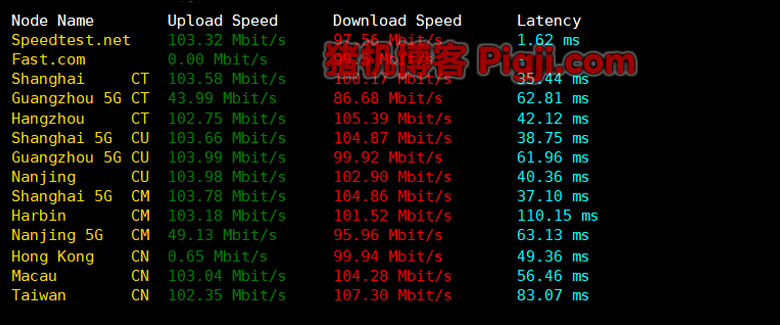 Node Name Upload Speed Download Speed Latency
Speedtest.net 103.32 Mbit/s 97.56 Mbit/s 1.62 ms
Fast.com 0.00 Mbit/s
猪机博客 Pigji.com
Shanghai CT 103.58 Mbit/s 100.17 Mbit/s 35.44 ms
Guangzhou 5G CT 43.99 Mbit/s 86.68 Mbit/s 62.81 ms
Hangzhou CT 102.75 Mbit/s 105.39 Mbit/s 42.12 ms
Shanghai 5G CU 103.66 Mbit/s 104.87 Mbit/s 38.75 ms
Guangzhou 5G CU 103.99 Mbit/s 99.92 Mbit/s 61.96 ms
Nanjing CU 103.98 Mbit/s 102.90 Mbit/s 40.36 ms
Shanghai 5G CM 103.78 Mbit/s 104.86 Mbit/s 37.10 ms
Harbin CM 103.18 Mbit/s 101.52 Mbit/s 110.15 ms
Nanjing 5G CM 49.13 Mbit/s 95.96 Mbit/s 63.13 ms
Hong Kong CN 0.65 Mbit/s 99.94 Mbit/s 49.36 ms
Macau CN 103.04 Mbit/s 104.28 Mbit/s 56.46 ms
Taiwan CN 102.35 Mbit/s 107.30 Mbit/s 83.07 ms